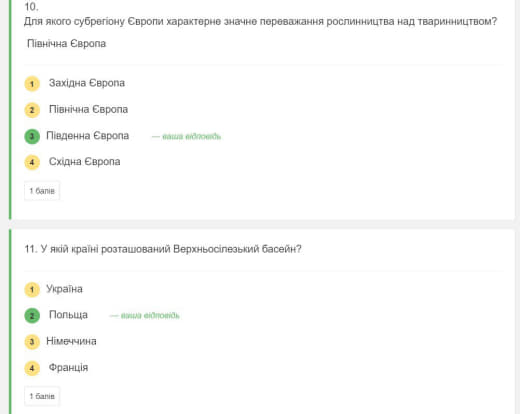 10.
Для якого субрегіону Європи характерне значне переважання рослинництва над тваринництвом?
Північна Європа
1 Західна Європа
2 Північна Європа
3 Південна Європа — ваша відповідь
4 Східна Європа
1 балів
11. У якій країні розташований Верхньосілезький басейн?
1 Україна
2 Польща — ваша відповідь
3 Німеччина
4 Франція
1 балів